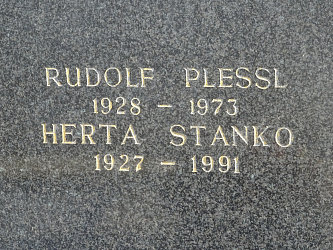 RUDOLF PLESSL
1928 – 1973
HERTA STANKO
1927 – 1991